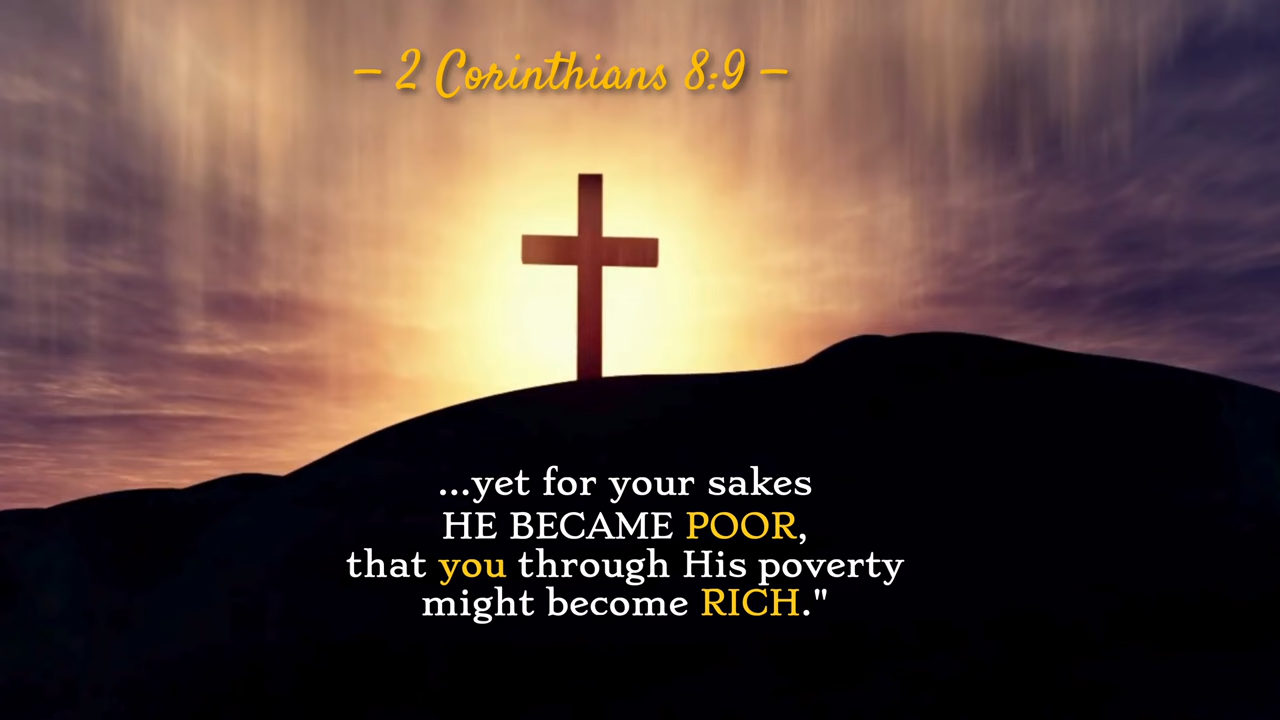 – 2 Corinthians 8:9 –
...yet for your sakes
HE BECAME POOR,
that you through His poverty
might become RICH."